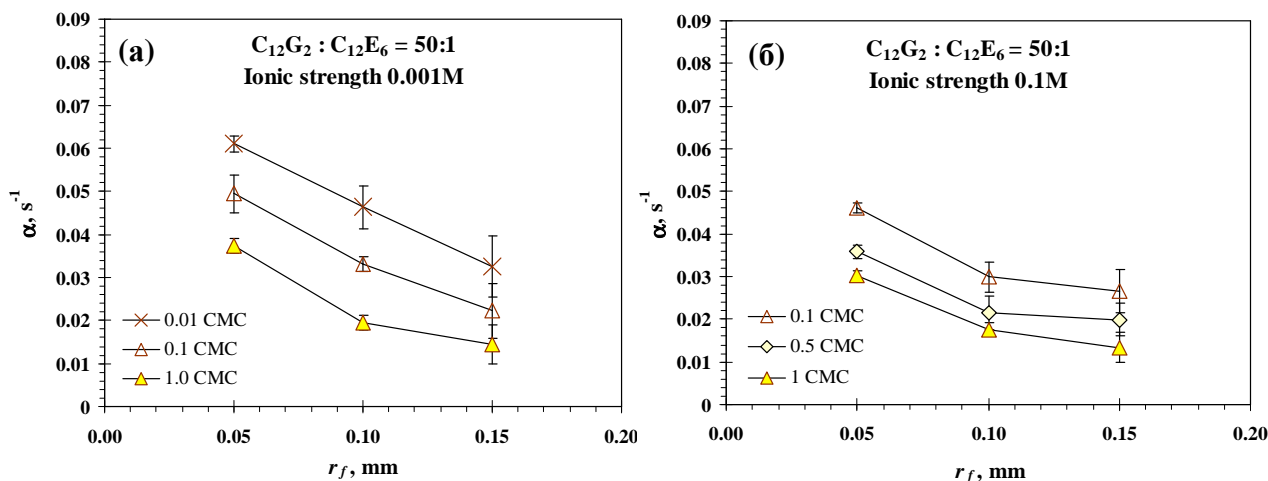 (а)
C₁₂G₂ : C₁₂E₆ = 50:1
Ionic strength 0.001M
0.09
0.08
0.07
0.06
0.05
0.04
0.03
0.02
0.01
0
α, s⁻¹
0.01 CMC
0.1 CMC
1.0 CMC
0.00 0.05 0.10 0.15 0.20
r_f, mm
(б)
C₁₂G₂ : C₁₂E₆ = 50:1
Ionic strength 0.1M
0.09
0.08
0.07
0.06
0.05
0.04
0.03
0.02
0.01
0
α, s⁻¹
0.1 CMC
0.5 CMC
1 CMC
0.00 0.05 0.10 0.15 0.20
r_f, mm